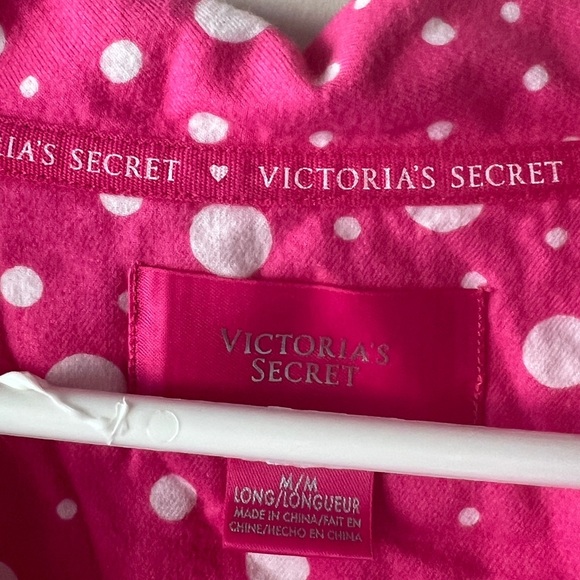 IA'S SECRET ♥ VICTORIA'S SECRET
VICTORIA'S
SECRET
M/M
LONG/LONGUEUR
MADE IN CHINA/FAIT EN
CHINE/HECHO EN CHINA